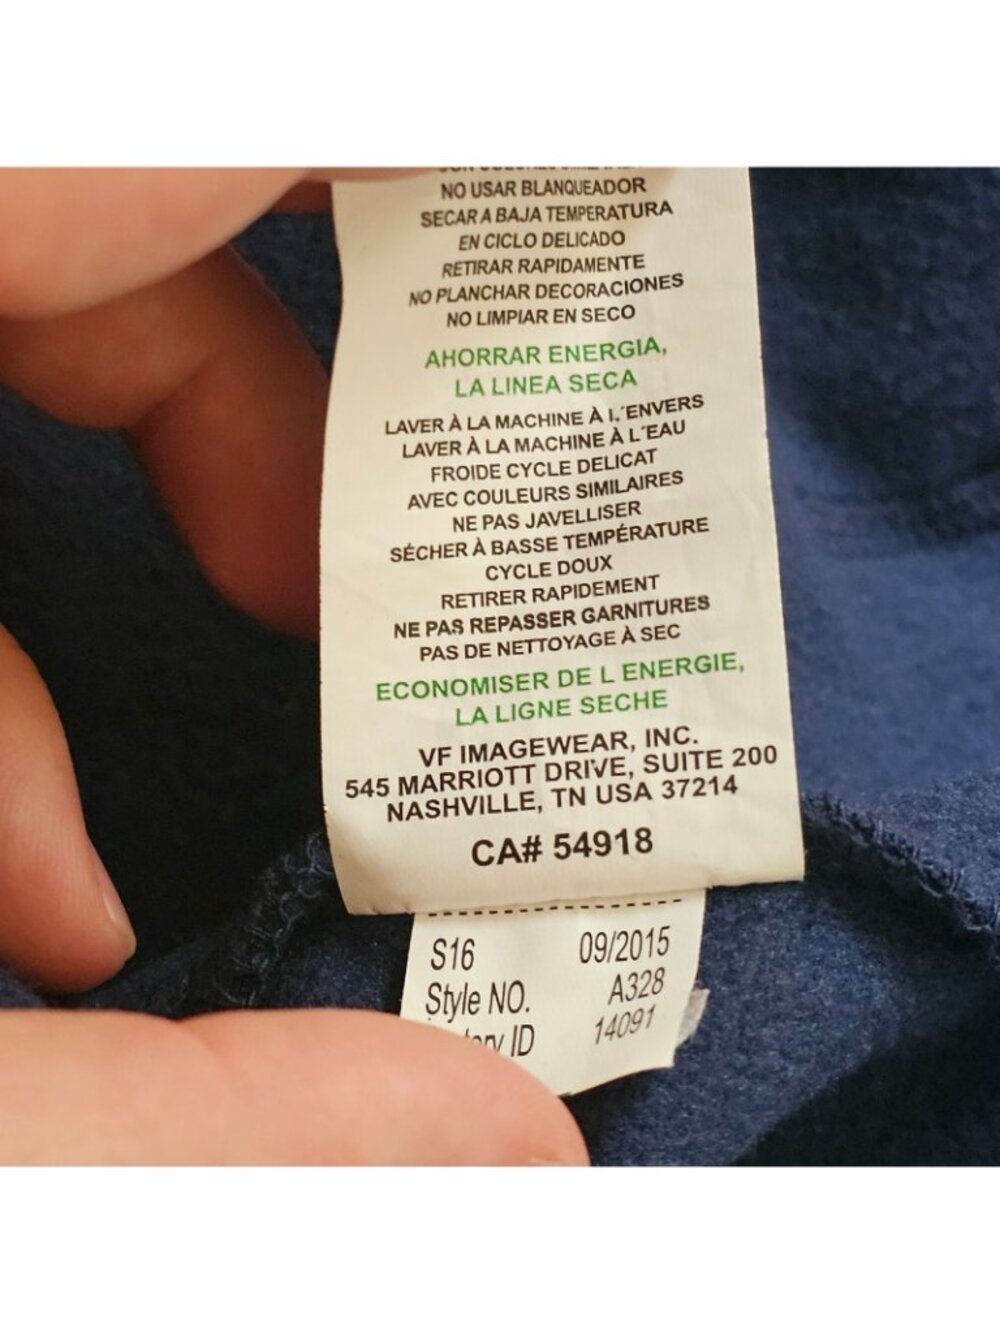 NO USAR BLANQUEADOR
SECAR A BAJA TEMPERATURA
EN CICLO DELICADO
RETIRAR RAPIDAMENTE
NO PLANCHAR DECORACIONES
NO LIMPIAR EN SECO
AHORRAR ENERGIA,
LA LINEA SECA
LAVER À LA MACHINE À L´ENVERS
LAVER À LA MACHINE À L´EAU
FROIDE CYCLE DELICAT
AVEC COULEURS SIMILAIRES
NE PAS JAVELLISER
SÉCHER À BASSE TEMPÉRATURE
CYCLE DOUX
RETIRER RAPIDEMENT
NE PAS REPASSER GARNITURES
PAS DE NETTOYAGE À SEC
ECONOMISER DE L ENERGIE,
LA LIGNE SECHE
VF IMAGEWEAR, INC.
545 MARRIOTT DRIVE, SUITE 200
NASHVILLE, TN USA 37214
CA# 54918
S16 09/2015
Style NO. A328
ID 14091